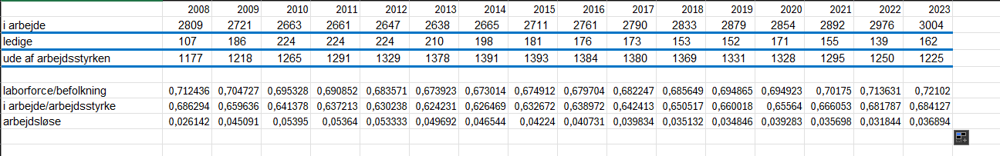 2008 2009 2010 2011 2012 2013 2014 2015 2016 2017 2018 2019 2020 2021 2022 2023
i arbejde 2809 2721 2663 2661 2647 2638 2665 2711 2761 2790 2833 2879 2854 2892 2976 3004
ledige 107 186 224 224 224 210 198 181 176 173 153 152 171 155 139 162
ude af arbejdsstyrken 1177 1218 1265 1291 1329 1378 1391 1393 1384 1380 1369 1331 1328 1295 1250 1225
laborforce/befolkning 0,712436 0,704727 0,695328 0,690852 0,683571 0,673923 0,673014 0,674912 0,679704 0,682247 0,685649 0,694865 0,694923 0,70175 0,713631 0,72102
i arbejde/arbejdsstyrke 0,686294 0,659636 0,641378 0,637213 0,630238 0,624231 0,626469 0,632672 0,638972 0,642413 0,650517 0,660018 0,65564 0,666053 0,681787 0,684127
arbejdsløse 0,026142 0,045091 0,05395 0,05364 0,053333 0,049692 0,046544 0,04224 0,040731 0,039834 0,035132 0,034846 0,039283 0,035698 0,031844 0,036894